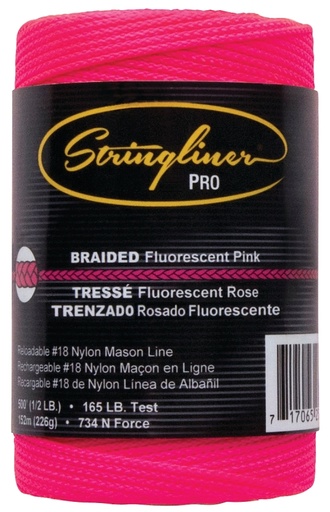 Stringliner
PRO
BRAIDED Fluorescent Pink
TRESSÉ Fluorescent Rose
TRENZADO Rosado Fluorescente
Reloadable #18 Nylon Mason Line
Rechargeable #18 Nylon Maçon en Ligne
Recargable #18 de Nylon Línea de Albañil
500' (1/2 LB.) • 165 LB. Test
152m (226g) • 734 N Force
7 17065